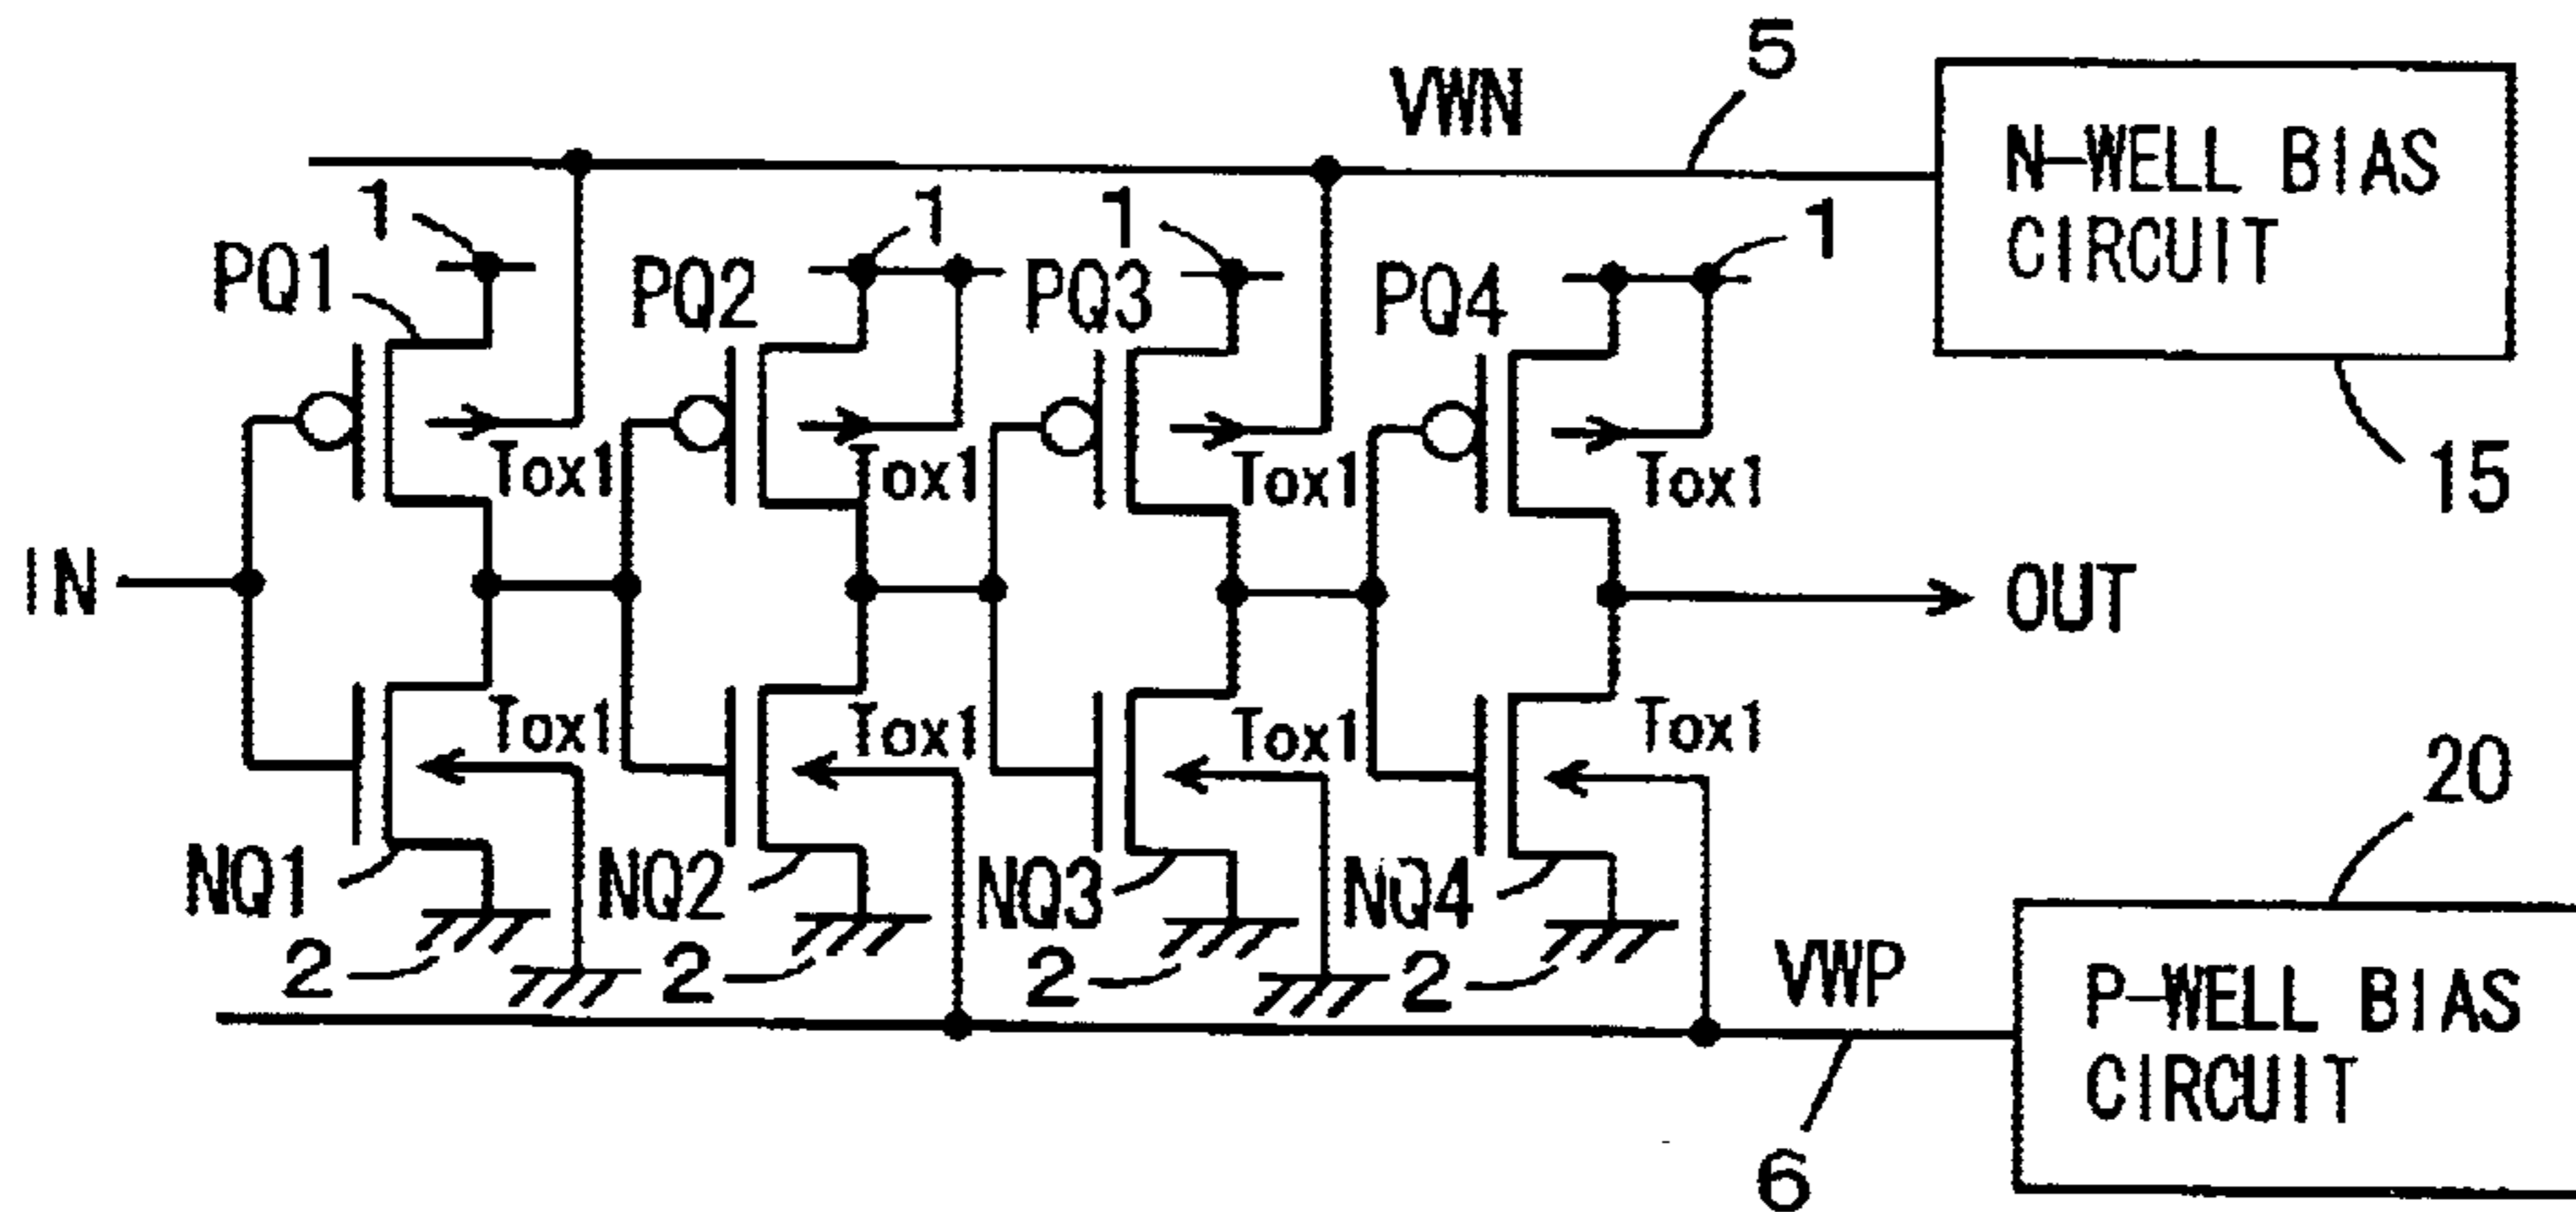 5
VWN
N-WELL BIAS
CIRCUIT
1
1
1
1
PQ1
PQ2
PQ3
PQ4
15
Tox1
Tox1
Tox1
Tox1
IN
OUT
Tox1
Tox1
Tox1
Tox1
20
NQ1
NQ2
NQ3
NQ4
2
2
2
2
VWP
P-WELL BIAS
CIRCUIT
6